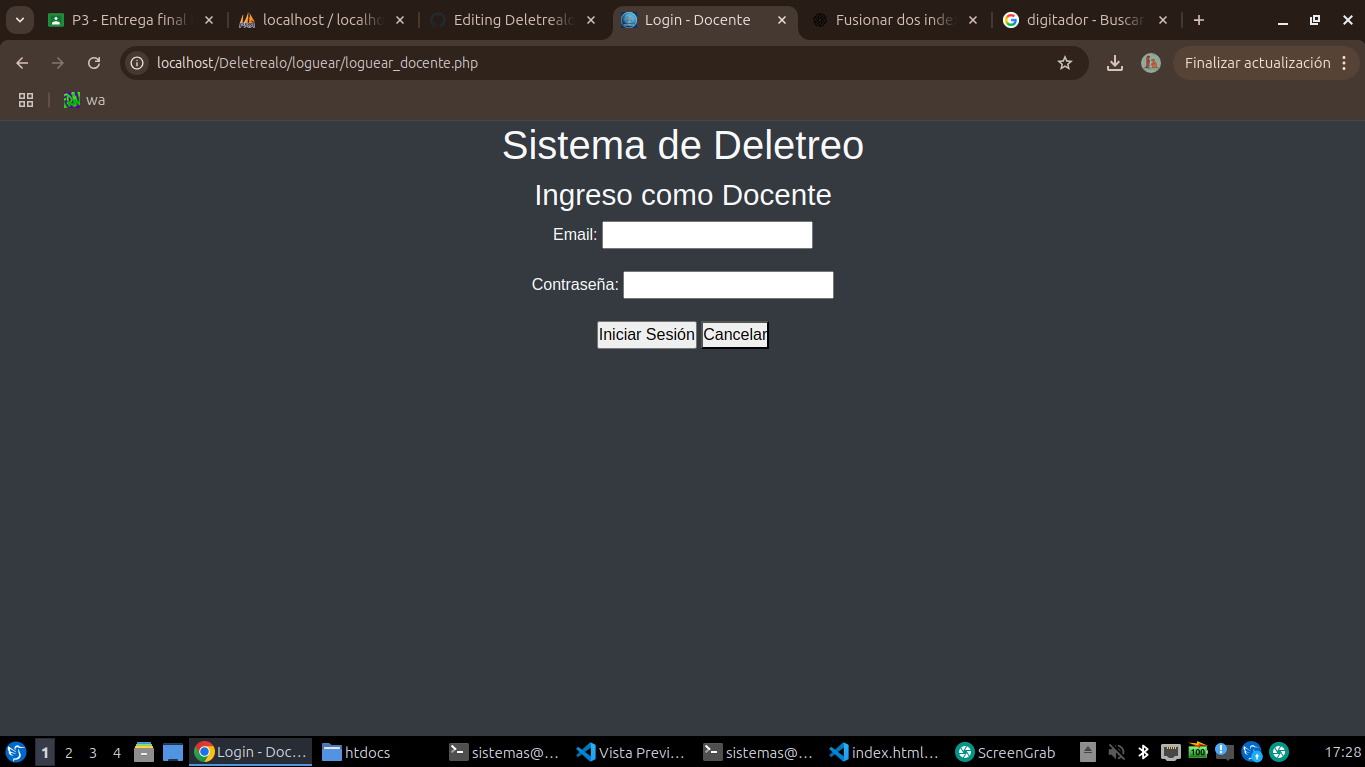 P3 - Entrega final
localhost / localho
Editing Deletrealo
Login - Docente
Fusionar dos inde
digitador - Buscar
localhost/Deletrealo/loguear/loguear_docente.php
Finalizar actualización
wa
Sistema de Deletreo
Ingreso como Docente
Email:
Contraseña:
Iniciar Sesión Cancelar
1 2 3 4 Login - Doc... htdocs sistemas@... Vista Previ... sistemas@... index.html... ScreenGrab 100 17:28